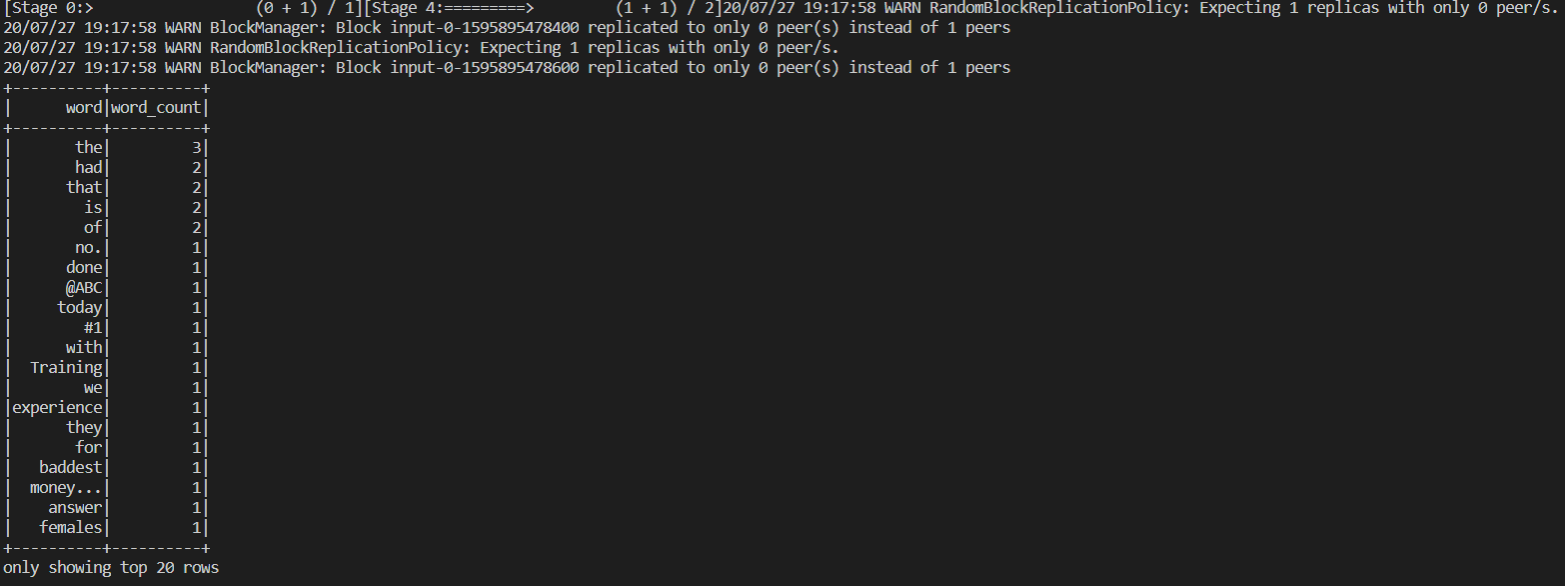 [Stage 0:>                  (0 + 1) / 1][Stage 4:=========>         (1 + 1) / 2]20/07/27 19:17:58 WARN RandomBlockReplicationPolicy: Expecting 1 replicas with only 0 peer/s.
20/07/27 19:17:58 WARN BlockManager: Block input-0-1595895478400 replicated to only 0 peer(s) instead of 1 peers
20/07/27 19:17:58 WARN RandomBlockReplicationPolicy: Expecting 1 replicas with only 0 peer/s.
20/07/27 19:17:58 WARN BlockManager: Block input-0-1595895478600 replicated to only 0 peer(s) instead of 1 peers
+----------+----------+
|      word|word_count|
+----------+----------+
|       the|         3|
|       had|         2|
|      that|         2|
|        is|         2|
|        of|         2|
|       no.|         1|
|      done|         1|
|      @ABC|         1|
|     today|         1|
|        #1|         1|
|      with|         1|
|  Training|         1|
|        we|         1|
|experience|         1|
|      they|         1|
|       for|         1|
|   baddest|         1|
|  money...|         1|
|    answer|         1|
|   females|         1|
+----------+----------+
only showing top 20 rows